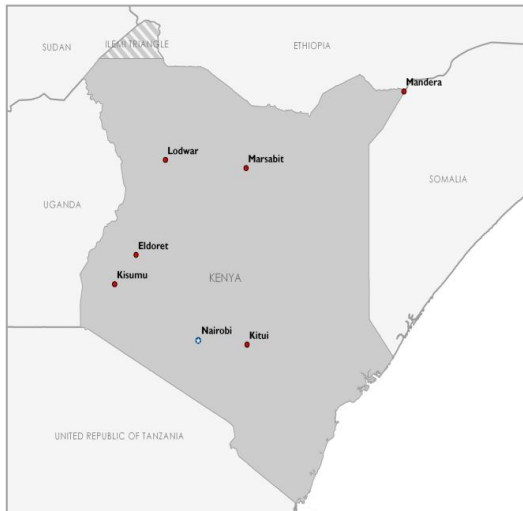 ILEMI TRIANGLE
SUDAN
ETHIOPIA
Mandera
Lodwar
Marsabit
SOMALIA
UGANDA
Eldoret
Kisumu
KENYA
Nairobi
Kitui
UNITED REPUBLIC OF TANZANIA